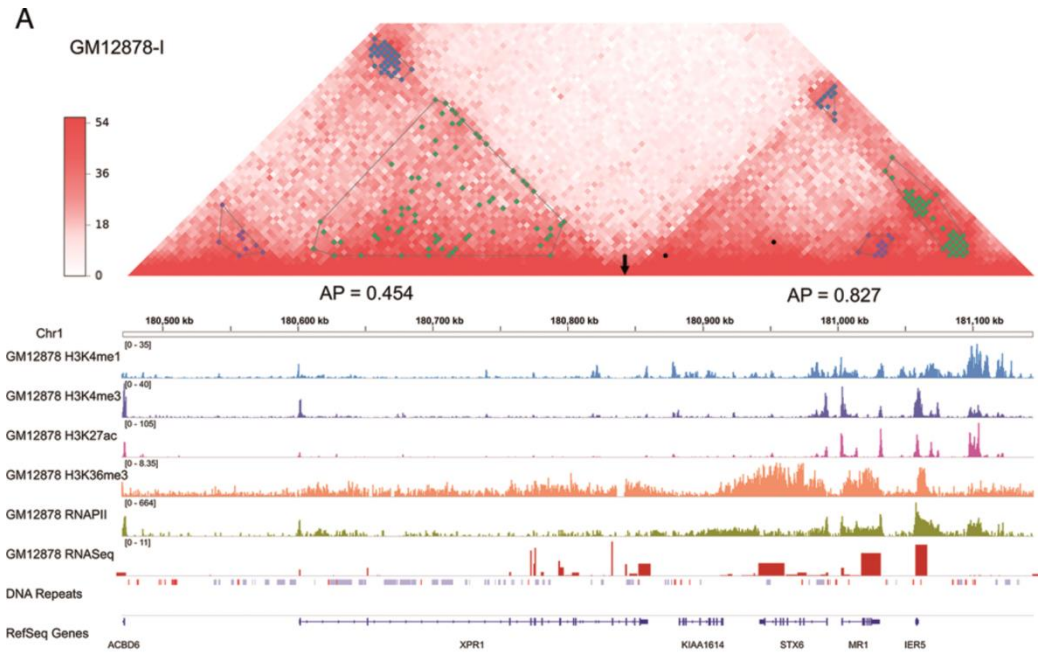 A
GM12878-I
54
36
18
0
AP = 0.454
AP = 0.827
180,500 kb 180,600 kb 180,700 kb 180,800 kb 180,900 kb 181,000 kb 181,100 kb
Chr1
[0 - 35]
GM12878 H3K4me1
[0 - 40]
GM12878 H3K4me3
[0 - 105]
GM12878 H3K27ac
[0 - 8.35]
GM12878 H3K36me3
[0 - 664]
GM12878 RNAPII
[0 - 11]
GM12878 RNASeq
DNA Repeats
RefSeq Genes
ACBD6 XPR1 KIAA1614 STX6 MR1 IER5